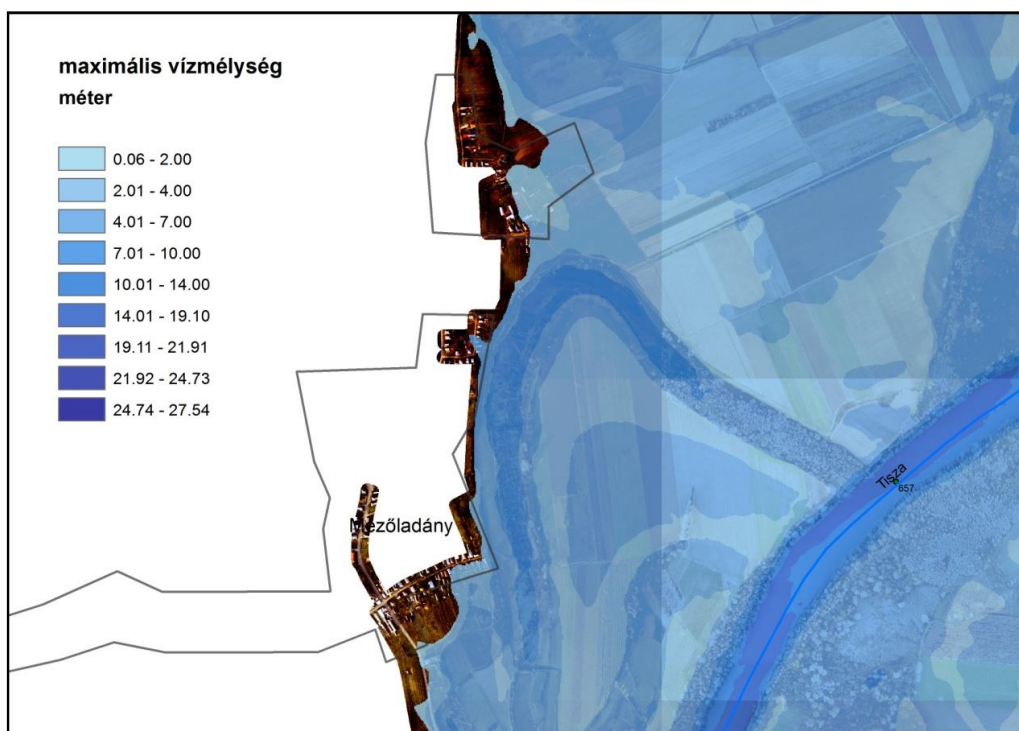 maximális vízmélység
méter
0.06 - 2.00
2.01 - 4.00
4.01 - 7.00
7.01 - 10.00
10.01 - 14.00
14.01 - 19.10
19.11 - 21.91
21.92 - 24.73
24.74 - 27.54
Tisza
657
Mezőladány